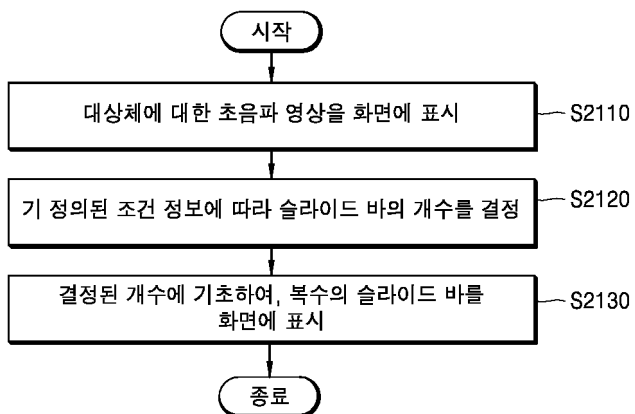 시작
대상체에 대한 초음파 영상을 화면에 표시
S2110
기 정의된 조건 정보에 따라 슬라이드 바의 개수를 결정
S2120
결정된 개수에 기초하여, 복수의 슬라이드 바를
화면에 표시
S2130
종료